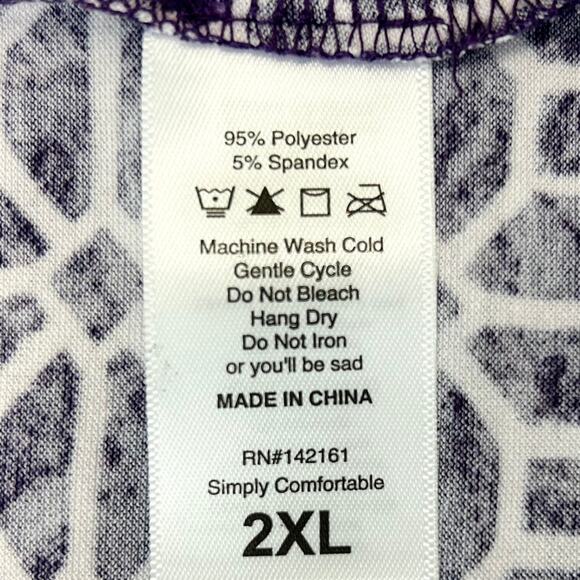 95% Polyester
5% Spandex
Machine Wash Cold
Gentle Cycle
Do Not Bleach
Hang Dry
Do Not Iron
or you'll be sad
MADE IN CHINA
RN#142161
Simply Comfortable
2XL